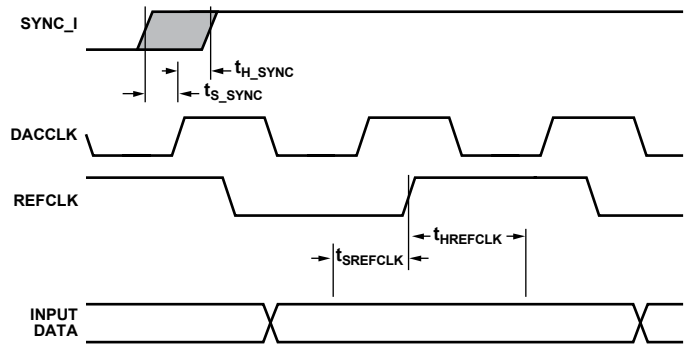 SYNC_I
tH_SYNC
tS_SYNC
DACCLK
REFCLK
tSREFCLK
tHREFCLK
INPUT
DATA